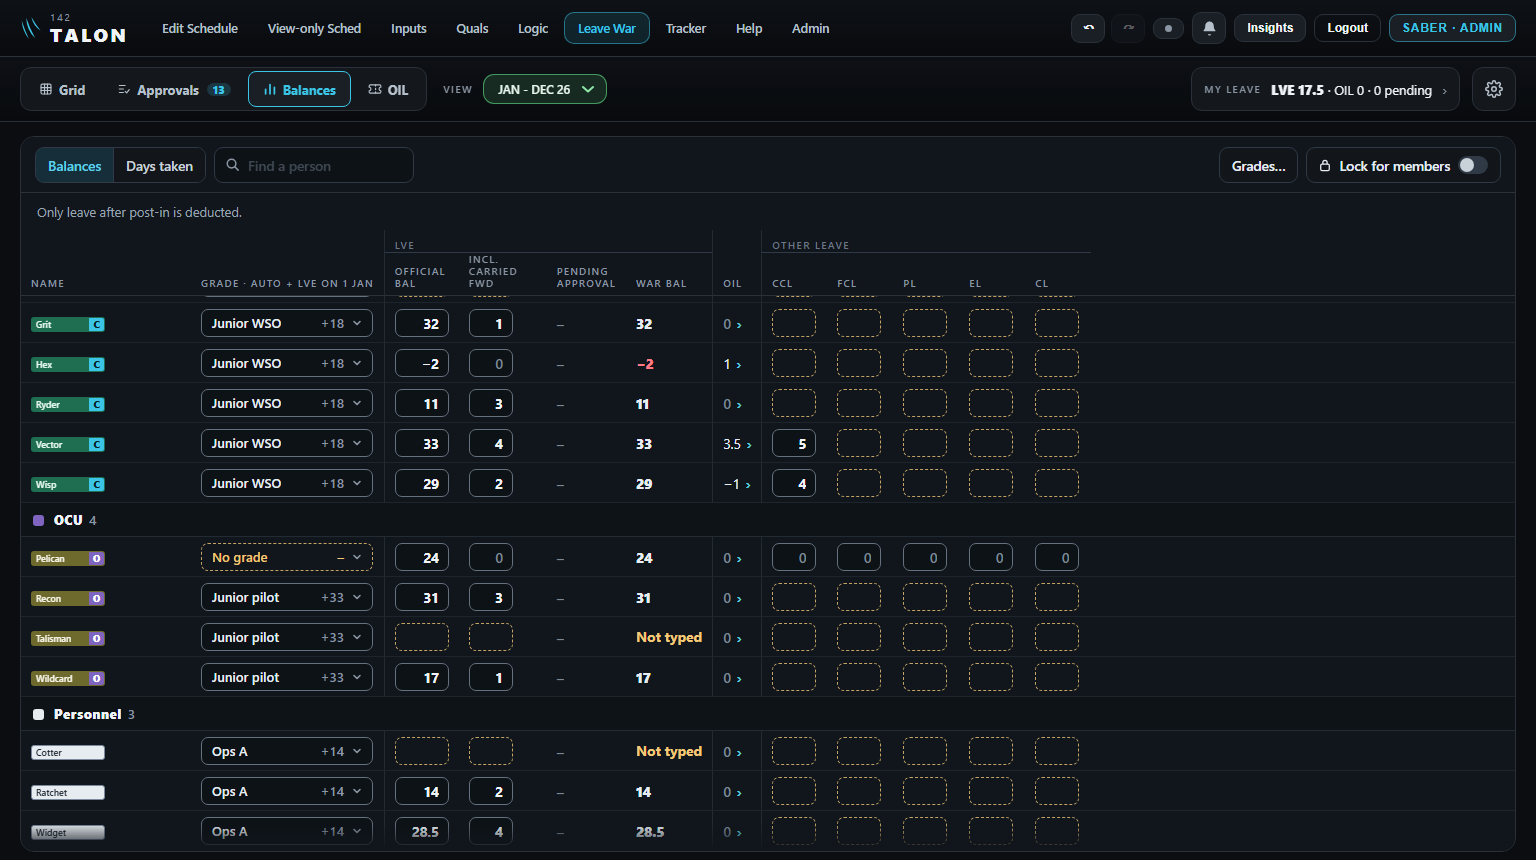 142
TALON
Edit Schedule
View-only Sched
Inputs
Quals
Logic
Leave War
Tracker
Help
Admin
Insights
Logout
SABER · ADMIN
Grid
Approvals 13
Balances
OIL
VIEW
JAN - DEC 26
MY LEAVE LVE 17.5 · OIL 0 · 0 pending ›
Balances
Days taken
Find a person
Grades...
Lock for members
Only leave after post-in is deducted.
LVE
OTHER LEAVE
NAME
GRADE · AUTO + LVE ON 1 JAN
OFFICIAL BAL
INCL. CARRIED FWD
PENDING APPROVAL
WAR BAL
OIL
CCL
FCL
PL
EL
CL
Grit C Junior WSO +18 32 1 – 32 0 ›
Hex C Junior WSO +18 −2 0 – −2 1 ›
Ryder C Junior WSO +18 11 3 – 11 0 ›
Vector C Junior WSO +18 33 4 – 33 3.5 › 5
Wisp C Junior WSO +18 29 2 – 29 −1 › 4
OCU 4
Pelican O No grade – 24 0 – 24 0 › 0 0 0 0 0
Recon O Junior pilot +33 31 3 – 31 0 ›
Talisman O Junior pilot +33 – Not typed 0 ›
Wildcard O Junior pilot +33 17 1 – 17 0 ›
Personnel 3
Cotter Ops A +14 – Not typed 0 ›
Ratchet Ops A +14 14 2 – 14 0 ›
Widget Ops A +14 28.5 4 – 28.5 0 ›